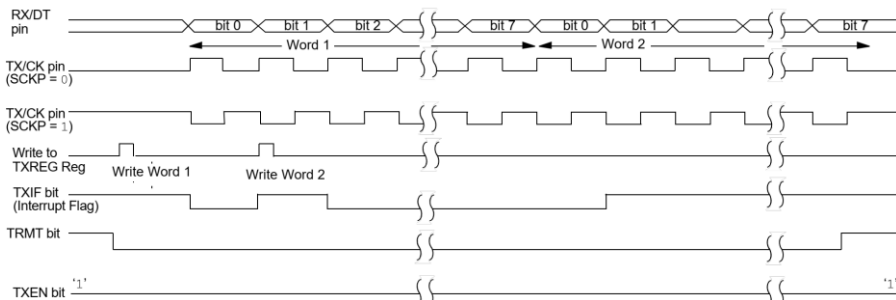 RX/DT
pin
bit 0 bit 1 bit 2 bit 7 bit 0 bit 1 bit 7
Word 1 Word 2
TX/CK pin
(SCKP = 0)
TX/CK pin
(SCKP = 1)
Write to
TXREG Reg
Write Word 1 Write Word 2
TXIF bit
(Interrupt Flag)
TRMT bit
TXEN bit '1' '1'